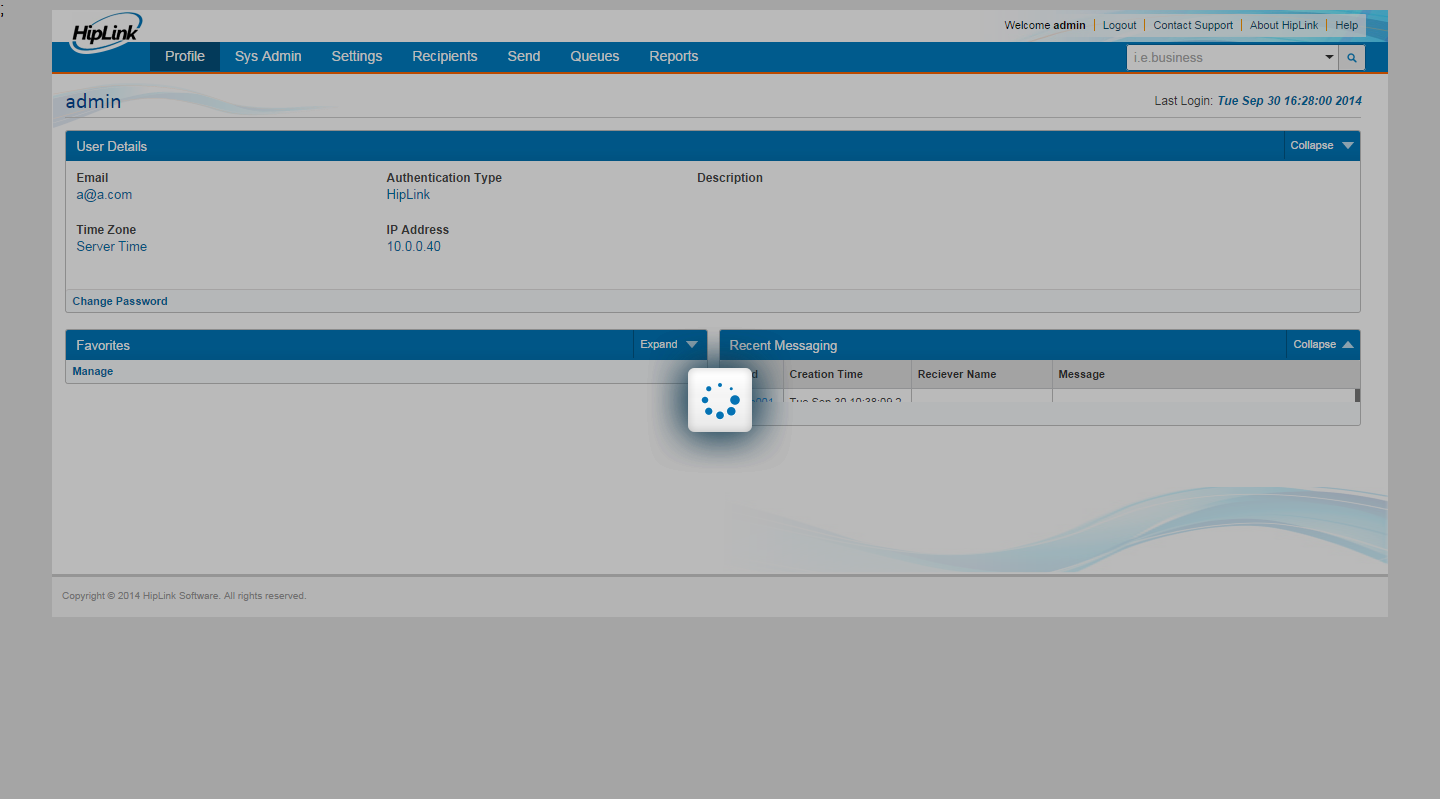 ;
HipLink
Welcome admin Logout Contact Support About HipLink Help
Profile Sys Admin Settings Recipients Send Queues Reports i.e.business
admin Last Login: Tue Sep 30 16:28:00 2014
User Details Collapse
Email Authentication Type Description
a@a.com HipLink
Time Zone IP Address
Server Time 10.0.0.40
Change Password
Favorites Expand Recent Messaging Collapse
Manage Creation Time Reciever Name Message
Tue Sep 30 10:38:09 2
Copyright © 2014 HipLink Software. All rights reserved.